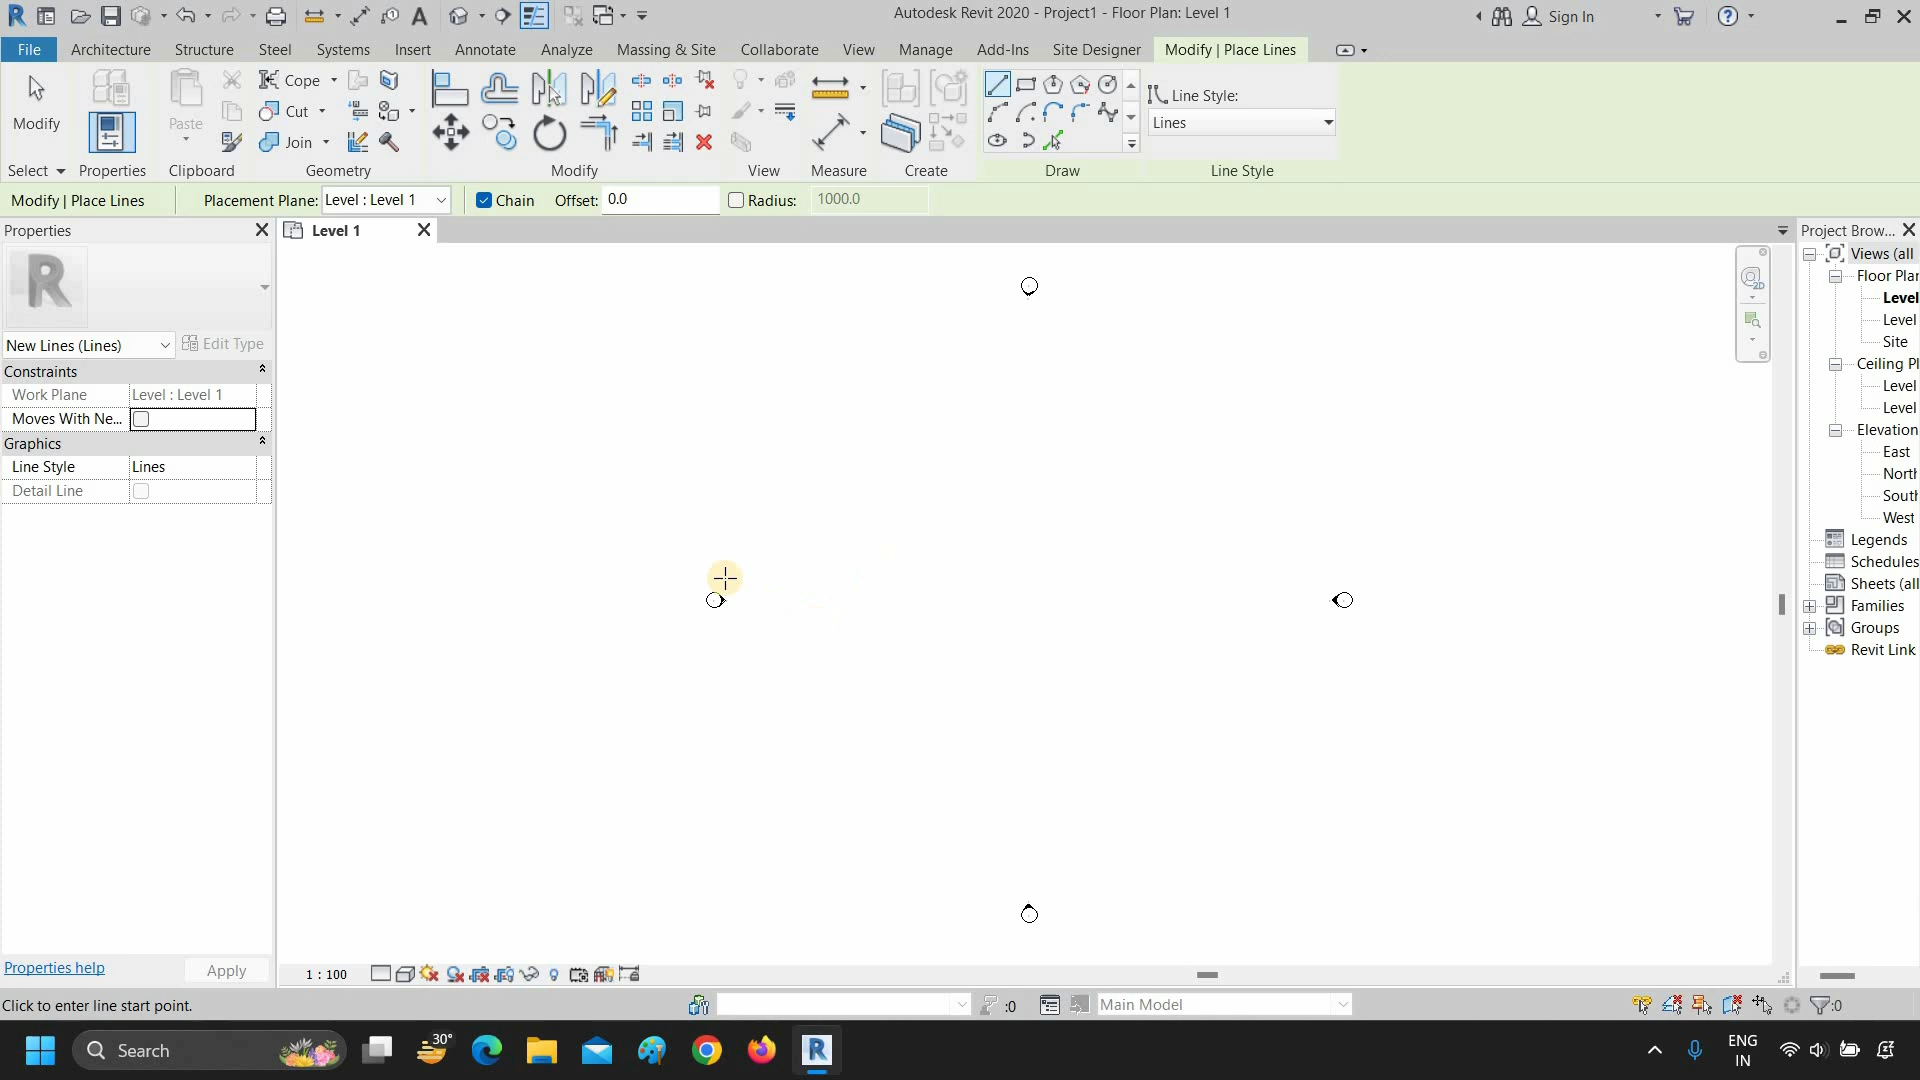 Autodesk Revit 2020 - Project1 - Floor Plan: Level 1
Sign In
File Architecture Structure Steel Systems Insert Annotate Analyze Massing & Site Collaborate View Manage Add-Ins Site Designer Modify | Place Lines
Modify
Paste
Cope
Cut
Join
Line Style:
Lines
Select Properties Clipboard Geometry Modify View Measure Create Draw Line Style
Modify | Place Lines Placement Plane: Level : Level 1 Chain Offset: 0.0 Radius: 1000.0
Properties
Level 1
Project Brow...
R
New Lines (Lines)
Edit Type
Constraints
Work Plane Level : Level 1
Moves With Ne...
Graphics
Line Style Lines
Detail Line
2D
Views (all
Floor Plan
Level
Level
Site
Ceiling Pl
Level
Level
Elevation
East
North
South
West
Legends
Schedules
Sheets (all
Families
Groups
Revit Link
Properties help
Apply
1 : 100
Click to enter line start point.
:0
Main Model
:0
Search
30°
R
ENG
IN